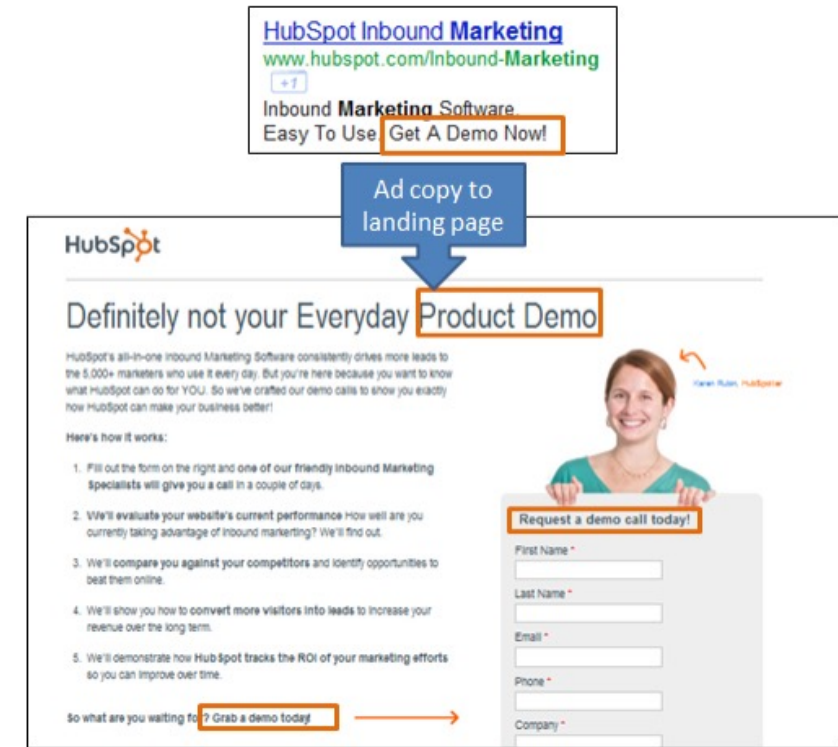 HubSpot Inbound Marketing
www.hubspot.com/Inbound-Marketing
+1
Inbound Marketing Software.
Easy To Use. Get A Demo Now!
Ad copy to
landing page
HubSpot
Definitely not your Everyday Product Demo
HubSpot's all-in-one Inbound Marketing Software consistently drives more leads to
the 5,000+ marketers who use it every day. But you're here because you want to know
what HubSpot can do for YOU. So we've crafted our demo calls to show you exactly
how HubSpot can make your business better!
Karen Rubin, HubSpotter
Here's how it works:
1. Fill out the form on the right and one of our friendly Inbound Marketing
Specialists will give you a call in a couple of days.
2. We'll evaluate your website's current performance How well are you
currently taking advantage of inbound markerting? We'll find out.
3. We'll compare you against your competitors and identify opportunities to
beat them online.
4. We'll show you how to convert more visitors into leads to increase your
revenue over the long term.
5. We'll demonstrate how HubSpot tracks the ROI of your marketing efforts
so you can improve over time.
So what are you waiting for? Grab a demo today!
Request a demo call today!
First Name *
Last Name *
Email *
Phone *
Company *